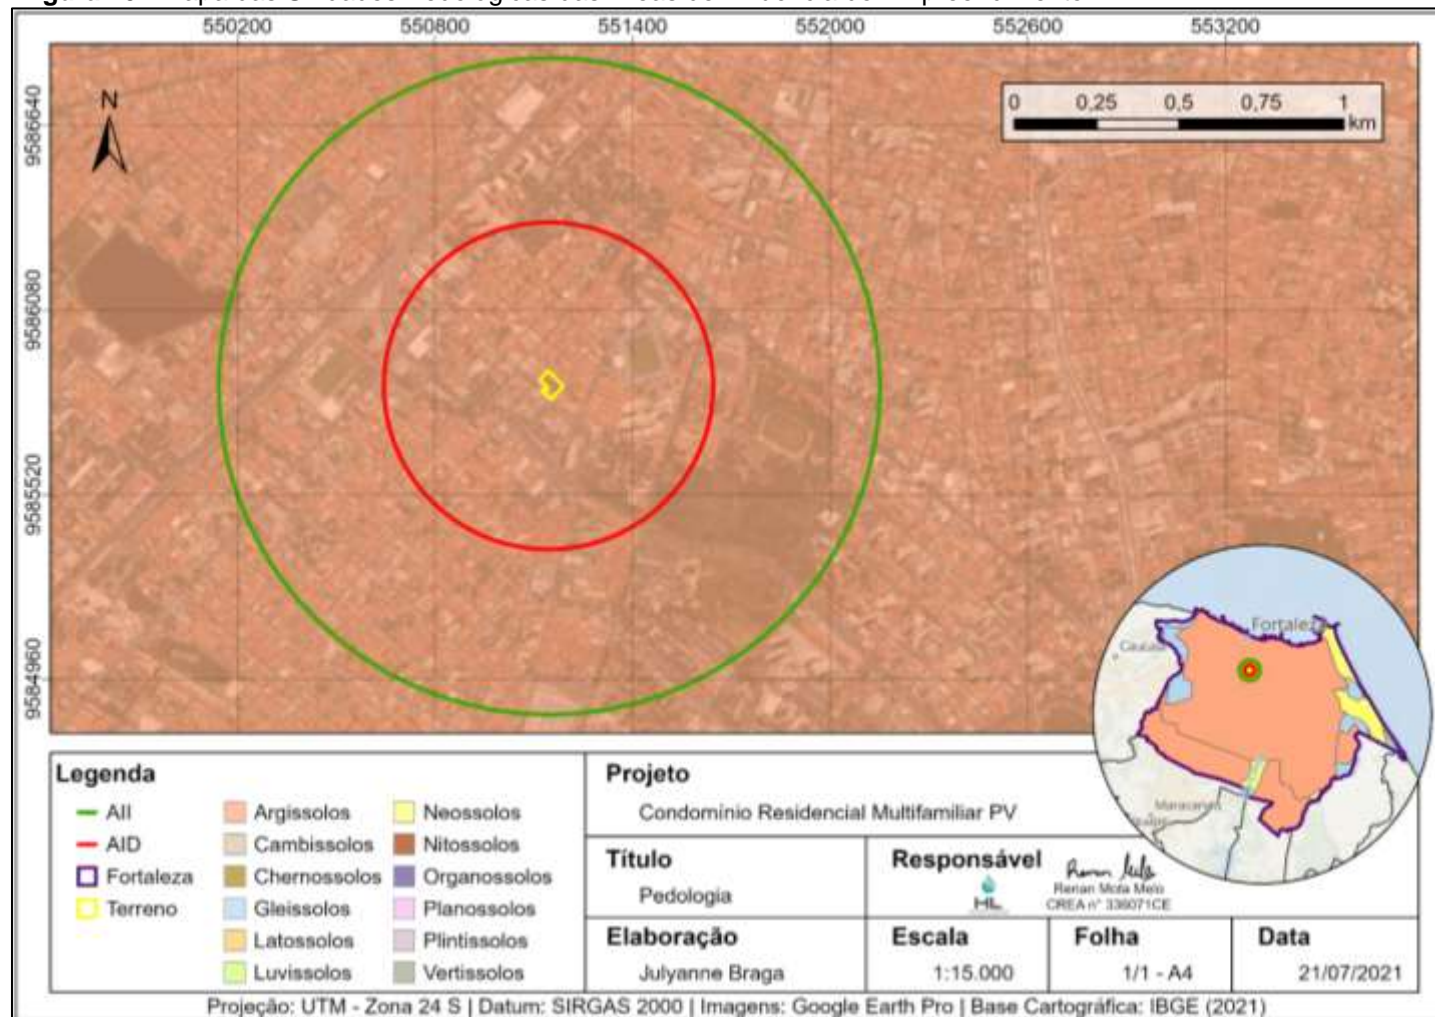 550200 550800 551400 552000 552600 553200
9586640
9586080
9585520
9584960
N
0 0,25 0,5 0,75 1
km
Fortaleza
Caucaia
Maracanaú
Legenda
AII
AID
Fortaleza
Terreno
Argissolos
Cambissolos
Chernossolos
Gleissolos
Latossolos
Luvissolos
Neossolos
Nitossolos
Organossolos
Planossolos
Plintissolos
Vertissolos
Projeto
Condomínio Residencial Multifamiliar PV
Título
Pedologia
Responsável
HL
Renan Mota Melo
CREA n° 336071CE
Elaboração
Julyanne Braga
Escala
1:15.000
Folha
1/1 - A4
Data
21/07/2021
Projeção: UTM - Zona 24 S | Datum: SIRGAS 2000 | Imagens: Google Earth Pro | Base Cartográfica: IBGE (2021)